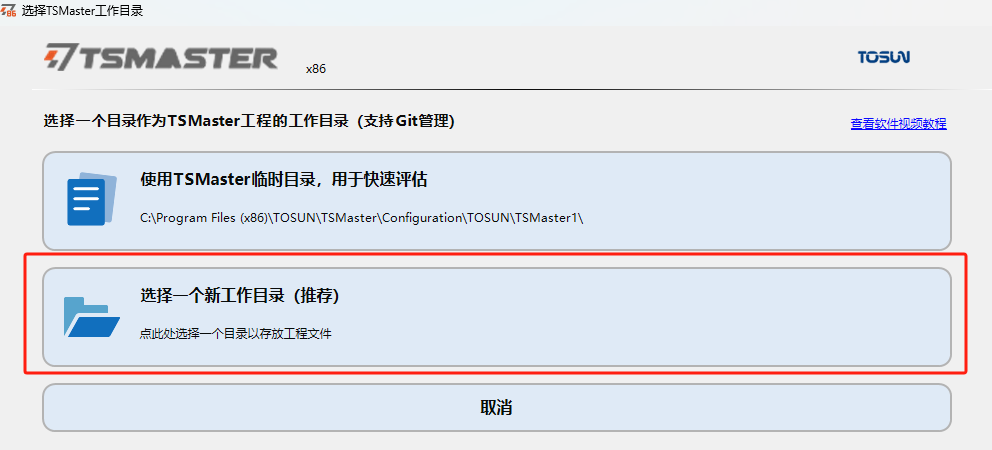 选择TSMaster工作目录
TSMASTER
x86
TOSUN
选择一个目录作为TSMaster工程的工作目录（支持Git管理）
查看软件视频教程
使用TSMaster临时目录，用于快速评估
C:\Program Files (x86)\TOSUN\TSMaster\Configuration\TOSUN\TSMaster1\
选择一个新工作目录（推荐）
点此处选择一个目录以存放工程文件
取消